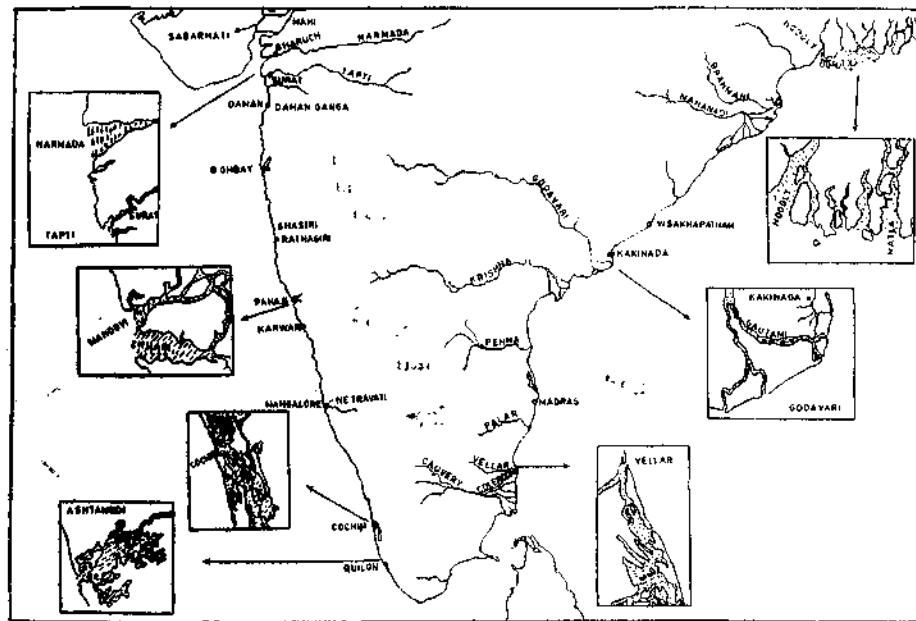 MAHI
SABARMATI
BHARUCH
NARMADA
TAPTI
SURAT
DAMAN
DAMAN GANGA
NARMADA
SURAT
TAPTI
BOMBAY
RATNAGIRI
KARWAR
MANDOVI
MANGALORE
NETRAVATI
COCHIN
QUILON
ASHTAMUDI
HOOGLY
BRAHMANI
MAHANADI
GODAVARI
VISAKHAPATNAM
KAKINADA
KRISHNA
PENNA
MADRAS
PALAR
VELLAR
CAUVERY
HOOGLY
MATLA
KAKINADA
GAUTAMI
GODAVARI
VELLAR